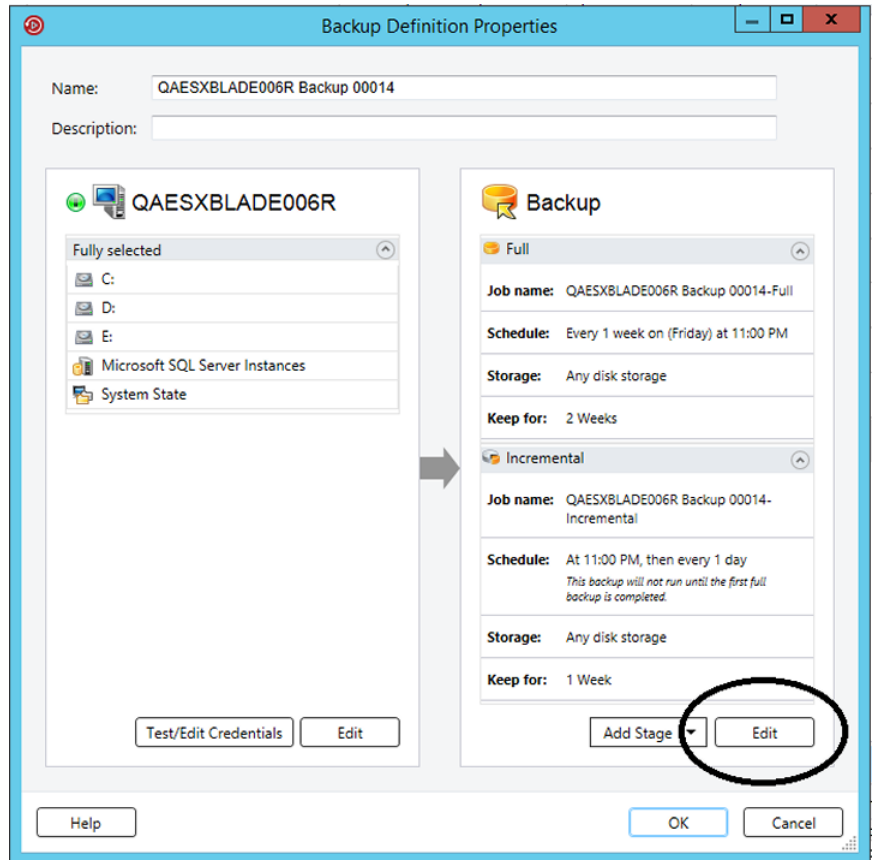 Backup Definition Properties
Name: QAESXBLADE006R Backup 00014
Description:
QAESXBLADE006R
Fully selected
C:
D:
E:
Microsoft SQL Server Instances
System State
Test/Edit Credentials Edit
Backup
Full
Job name: QAESXBLADE006R Backup 00014-Full
Schedule: Every 1 week on (Friday) at 11:00 PM
Storage: Any disk storage
Keep for: 2 Weeks
Incremental
Job name: QAESXBLADE006R Backup 00014-
Incremental
Schedule: At 11:00 PM, then every 1 day
This backup will not run until the first full
backup is completed.
Storage: Any disk storage
Keep for: 1 Week
Add Stage Edit
Help OK Cancel